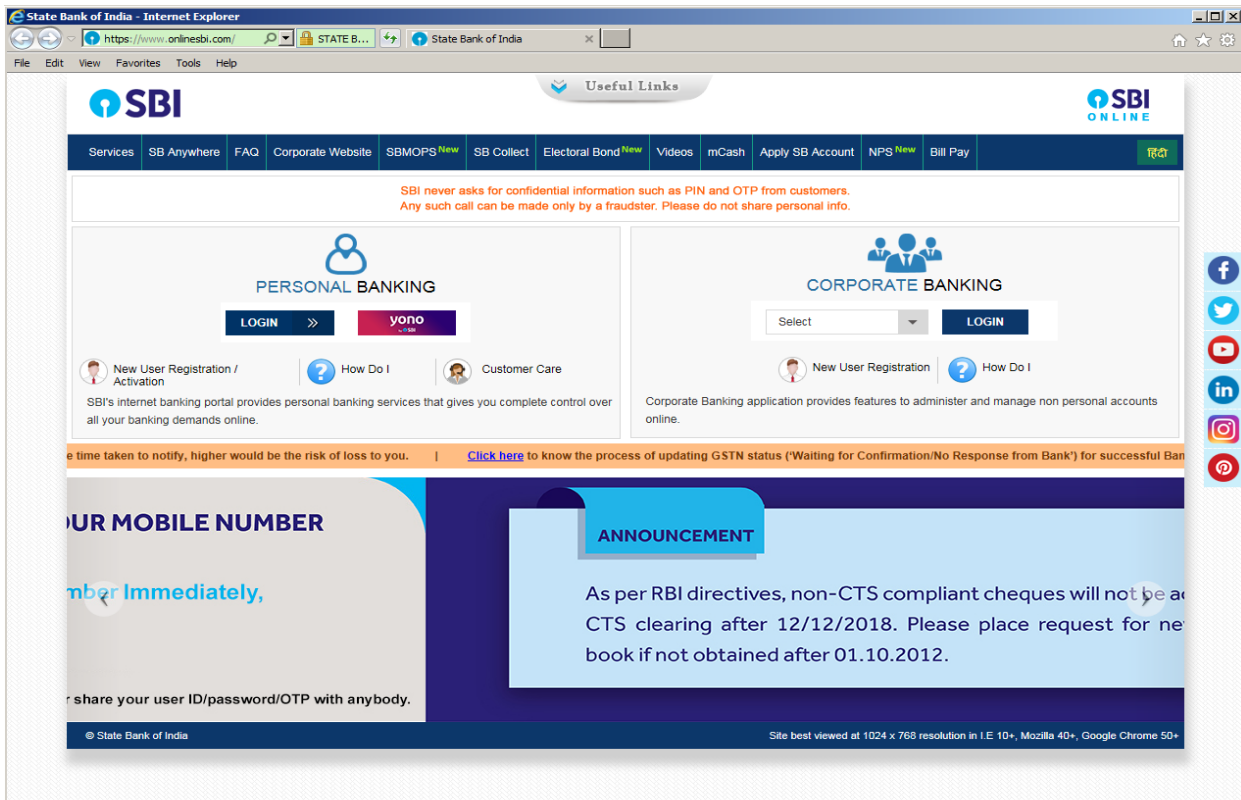 State Bank of India - Internet Explorer
https://www.onlinesbi.com/ STATE B... State Bank of India
File Edit View Favorites Tools Help
Useful Links
SBI
SBI
ONLINE
Services SB Anywhere FAQ Corporate Website SBMOPS New SB Collect Electoral Bond New Videos mCash Apply SB Account NPS New Bill Pay हिंदी
SBI never asks for confidential information such as PIN and OTP from customers.
Any such call can be made only by a fraudster. Please do not share personal info.
PERSONAL BANKING
LOGIN » yono
by SBI
New User Registration /
Activation
How Do I
Customer Care
SBI's internet banking portal provides personal banking services that gives you complete control over
all your banking demands online.
CORPORATE BANKING
Select LOGIN
New User Registration
How Do I
Corporate Banking application provides features to administer and manage non personal accounts
online.
e time taken to notify, higher would be the risk of loss to you. | Click here to know the process of updating GSTN status ('Waiting for Confirmation/No Response from Bank') for successful Ban
UR MOBILE NUMBER
mber Immediately,
r share your user ID/password/OTP with anybody.
ANNOUNCEMENT
As per RBI directives, non-CTS compliant cheques will not be ac
CTS clearing after 12/12/2018. Please place request for ne
book if not obtained after 01.10.2012.
© State Bank of India
Site best viewed at 1024 x 768 resolution in I.E 10+, Mozilla 40+, Google Chrome 50+